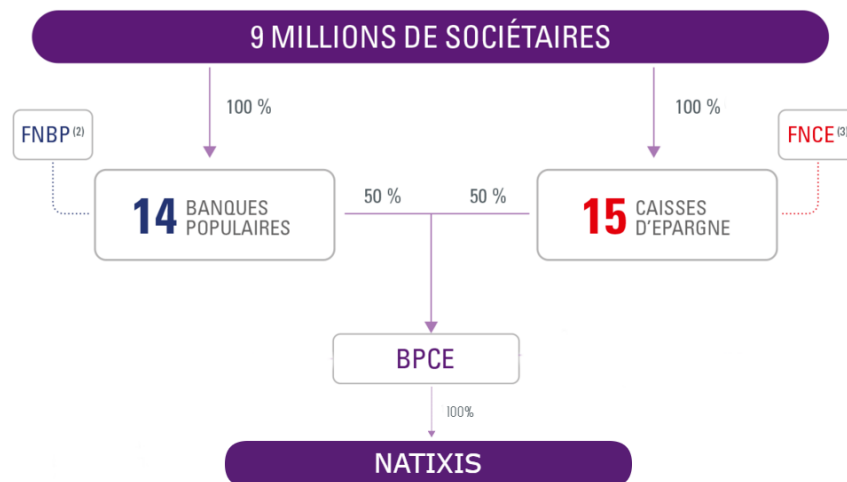 9 MILLIONS DE SOCIÉTAIRES
100 %
100 %
FNBP (2)
FNCE (3)
14 BANQUES
POPULAIRES
50 %
50 %
15 CAISSES
D'EPARGNE
BPCE
100%
NATIXIS